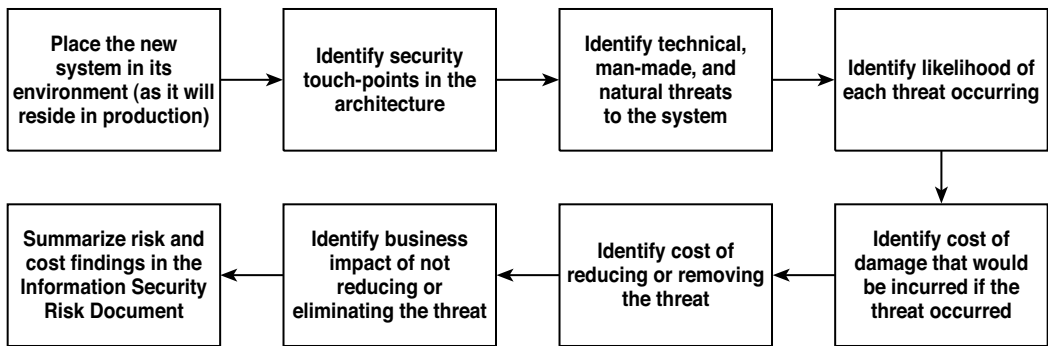 Place the new
system in its
environment (as it will
reside in production)
Identify security
touch-points in the
architecture
Identify technical,
man-made, and
natural threats
to the system
Identify likelihood of
each threat occurring
Identify cost of
damage that would
be incurred if the
threat occurred
Identify cost of
reducing or removing
the threat
Identify business
impact of not
reducing or
eliminating the threat
Summarize risk and
cost findings in the
Information Security
Risk Document